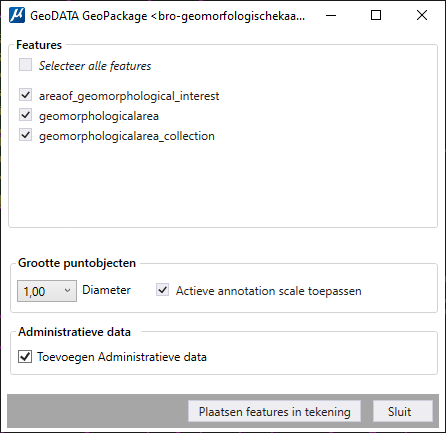 GeoDATA GeoPackage <bro-geomorfologischekaa...
Features
Selecteer alle features
areaof_geomorphological_interest
geomorphologicalarea
geomorphologicalarea_collection
Grootte puntobjecten
1,00
Diameter
Actieve annotation scale toepassen
Administratieve data
Toevoegen Administratieve data
Plaatsen features in tekening
Sluit